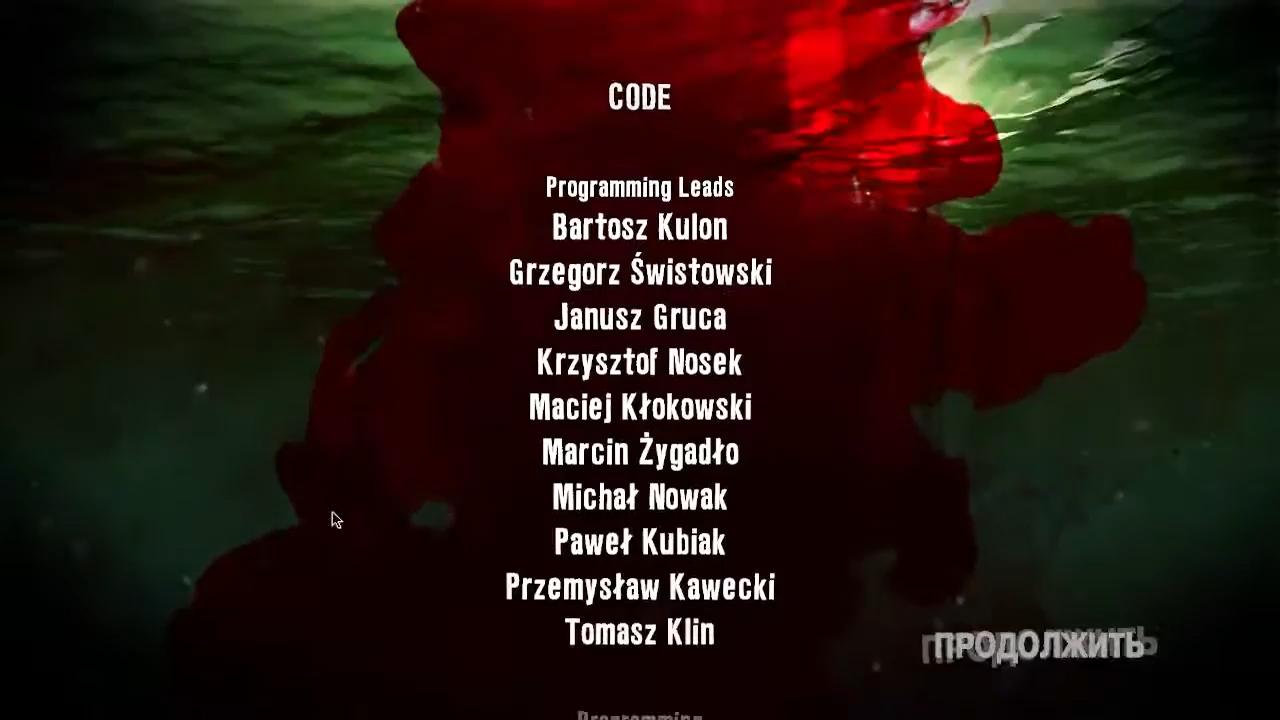 CODE
Programming Leads
Bartosz Kulon
Grzegorz Świstowski
Janusz Gruca
Krzysztof Nosek
Maciej Kłokowski
Marcin Żygadło
Michał Nowak
Paweł Kubiak
Przemysław Kawecki
Tomasz Klin
ПРОДОЛЖИТЬ
Programming